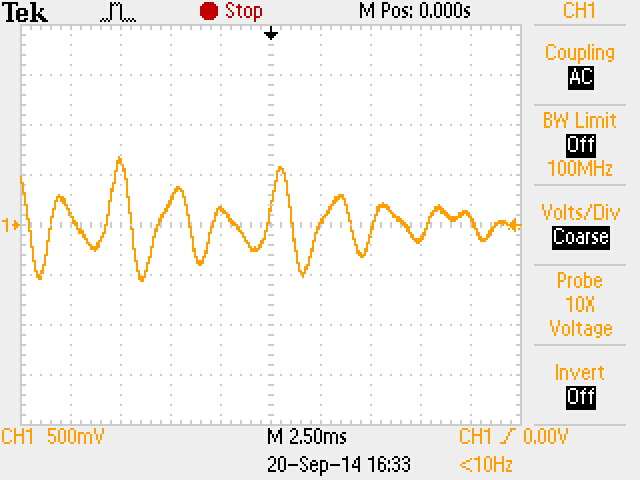 Tek Stop M Pos: 0.000s CH1
Coupling
AC
BW Limit
Off
100MHz
Volts/Div
Coarse
Probe
10X
Voltage
Invert
Off
1
CH1 500mV M 2.50ms CH1 0.00V
20-Sep-14 16:33 <10Hz